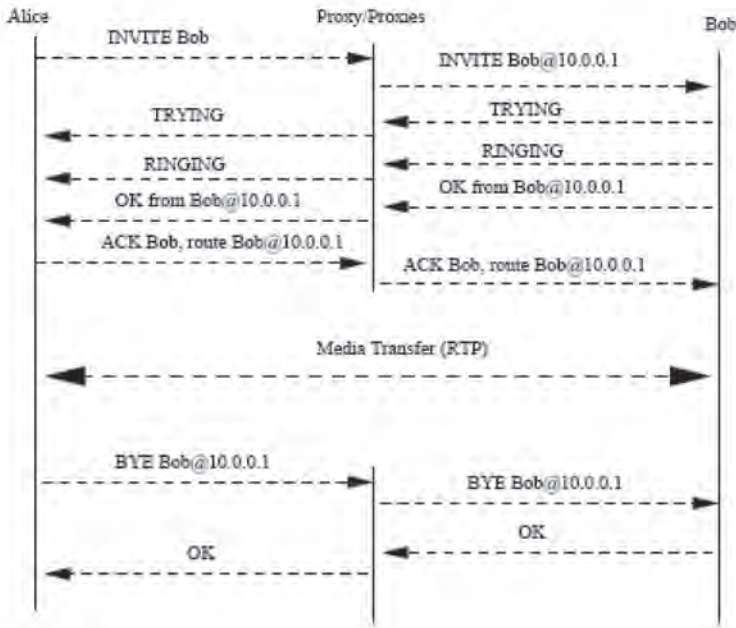 Alice
Proxy/Proxies
Bob
INVITE Bob
INVITE Bob@10.0.0.1
TRYING
TRYING
RINGING
RINGING
OK from Bob@10.0.0.1
OK from Bob@10.0.0.1
ACK Bob, route Bob@10.0.0.1
ACK Bob, route Bob@10.0.0.1
Media Transfer (RTP)
BYE Bob@10.0.0.1
BYE Bob@10.0.0.1
OK
OK